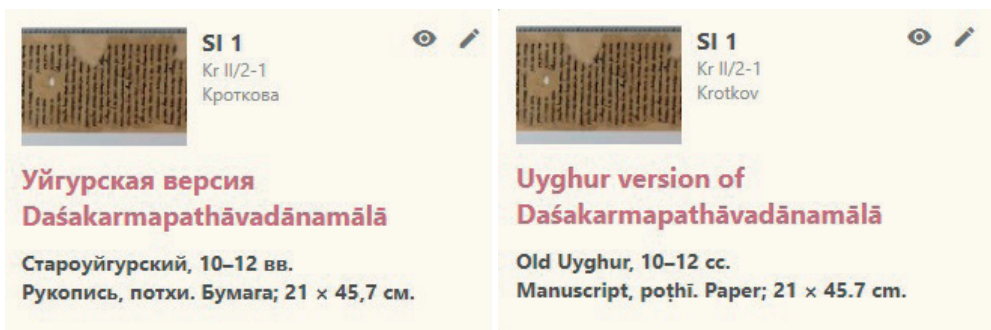 SI 1
Kr II/2-1
Кроткова
Уйгурская версия
Daśakarmapathāvadānamālā
Староуйгурский, 10–12 вв.
Рукопись, потхи. Бумага; 21 × 45,7 см.
SI 1
Kr II/2-1
Krotkov
Uyghur version of
Daśakarmapathāvadānamālā
Old Uyghur, 10–12 cc.
Manuscript, poṭhī. Paper; 21 × 45.7 cm.